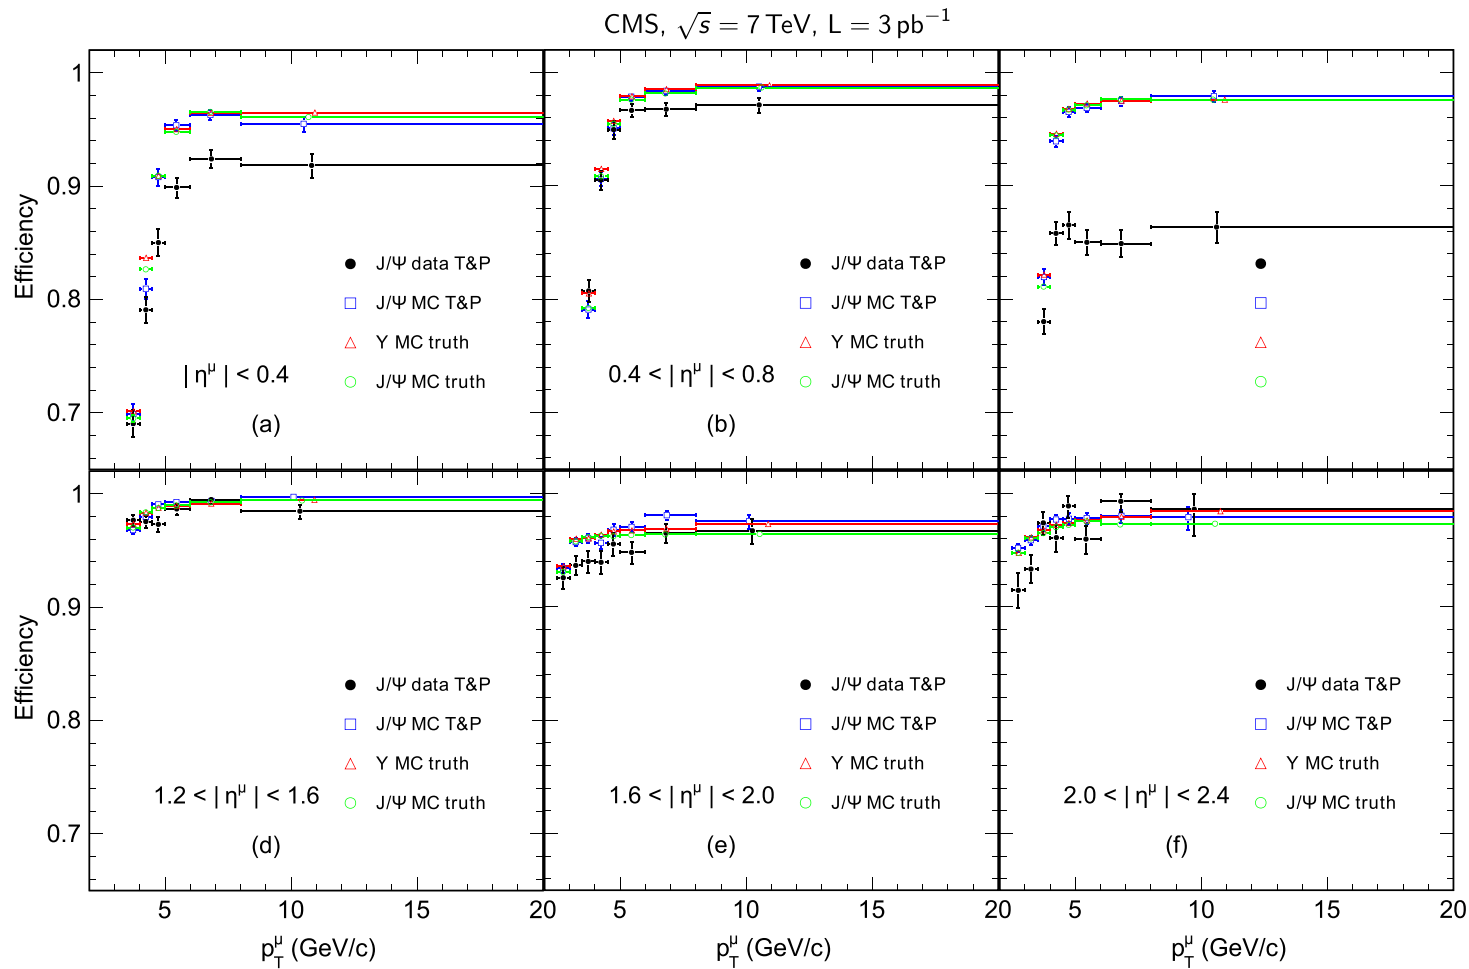 CMS, √s = 7 TeV, L = 3 pb⁻¹
Efficiency
1
0.9
0.8
0.7
J/Ψ data T&P
J/Ψ MC T&P
Υ MC truth
J/Ψ MC truth
| η^μ | < 0.4
(a)
J/Ψ data T&P
J/Ψ MC T&P
Υ MC truth
J/Ψ MC truth
0.4 < | η^μ | < 0.8
(b)
Efficiency
1
0.9
0.8
0.7
J/Ψ data T&P
J/Ψ MC T&P
Υ MC truth
J/Ψ MC truth
1.2 < | η^μ | < 1.6
(d)
J/Ψ data T&P
J/Ψ MC T&P
Υ MC truth
J/Ψ MC truth
1.6 < | η^μ | < 2.0
(e)
J/Ψ data T&P
J/Ψ MC T&P
Υ MC truth
J/Ψ MC truth
2.0 < | η^μ | < 2.4
(f)
5 10 20 5 10 15 20 5 10 15 20
p_T^μ (GeV/c)
p_T^μ (GeV/c)
p_T^μ (GeV/c)